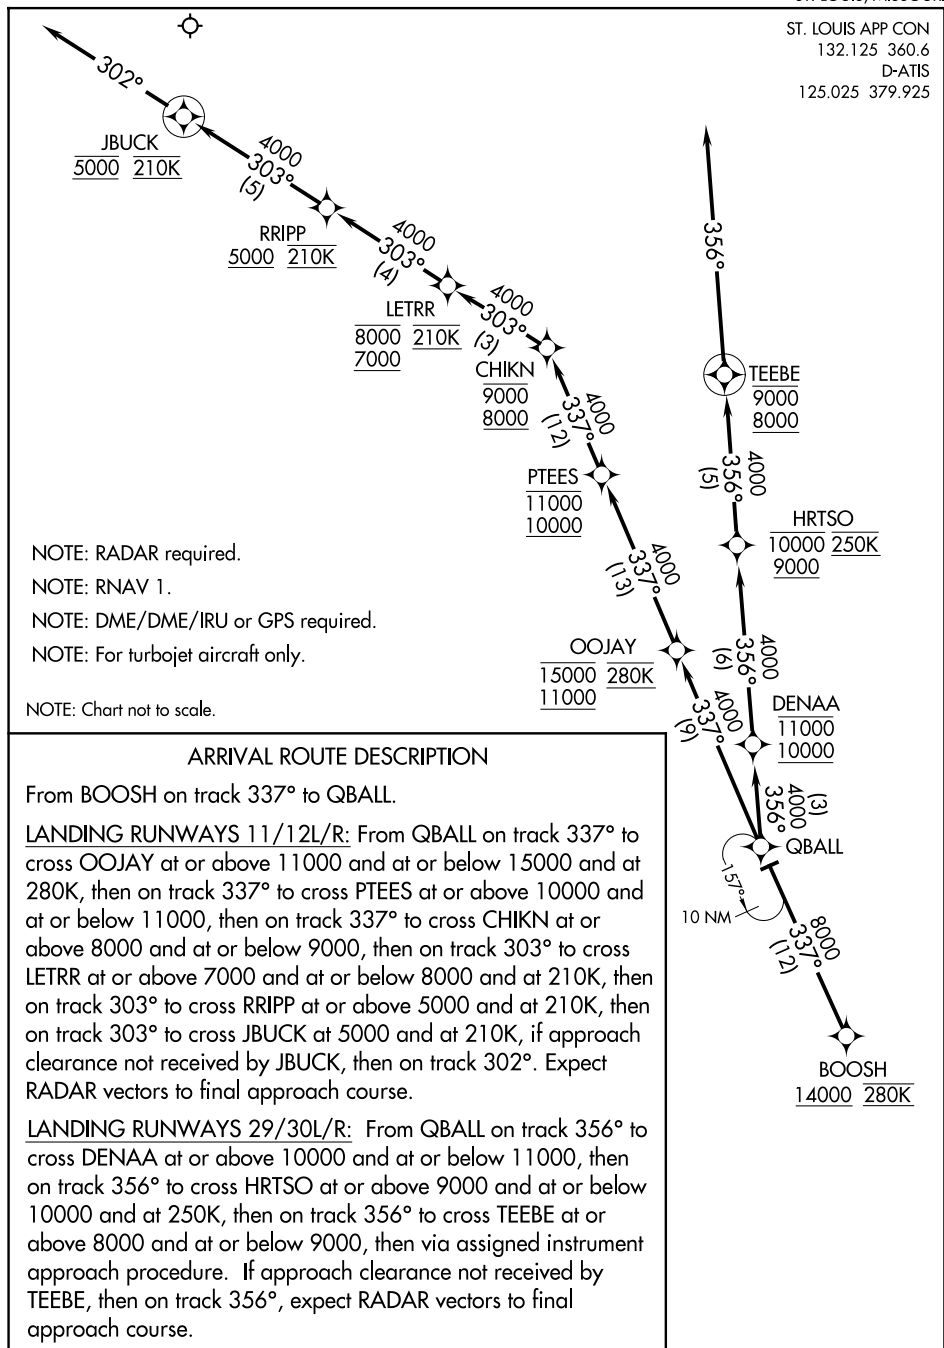 ST. LOUIS APP CON
132.125 360.6
D-ATIS
125.025 379.925
302°
JBUCK
5000 210K
4000
303°
(5)
RRIPP
5000 210K
4000
303°
(4)
LETRR
8000 210K
7000
4000
303°
(3)
CHIKN
9000
8000
4000
337°
(12)
PTEES
11000
10000
4000
337°
(13)
OOJAY
15000 280K
11000
4000
337°
(9)
356°
TEEBE
9000
8000
4000
356°
(5)
HRTSO
10000 250K
9000
4000
356°
(6)
DENAA
11000
10000
(3)
4000
356°
QBALL
157°
10 NM
8000
337°
(12)
BOOSH
14000 280K
NOTE: RADAR required.
NOTE: RNAV 1.
NOTE: DME/DME/IRU or GPS required.
NOTE: For turbojet aircraft only.
NOTE: Chart not to scale.
ARRIVAL ROUTE DESCRIPTION
From BOOSH on track 337° to QBALL.
LANDING RUNWAYS 11/12L/R: From QBALL on track 337° to
cross OOJAY at or above 11000 and at or below 15000 and at
280K, then on track 337° to cross PTEES at or above 10000 and
at or below 11000, then on track 337° to cross CHIKN at or
above 8000 and at or below 9000, then on track 303° to cross
LETRR at or above 7000 and at or below 8000 and at 210K, then
on track 303° to cross RRIPP at or above 5000 and at 210K, then
on track 303° to cross JBUCK at 5000 and at 210K, if approach
clearance not received by JBUCK, then on track 302°. Expect
RADAR vectors to final approach course.
LANDING RUNWAYS 29/30L/R: From QBALL on track 356° to
cross DENAA at or above 10000 and at or below 11000, then
on track 356° to cross HRTSO at or above 9000 and at or below
10000 and at 250K, then on track 356° to cross TEEBE at or
above 8000 and at or below 9000, then via assigned instrument
approach procedure. If approach clearance not received by
TEEBE, then on track 356°, expect RADAR vectors to final
approach course.